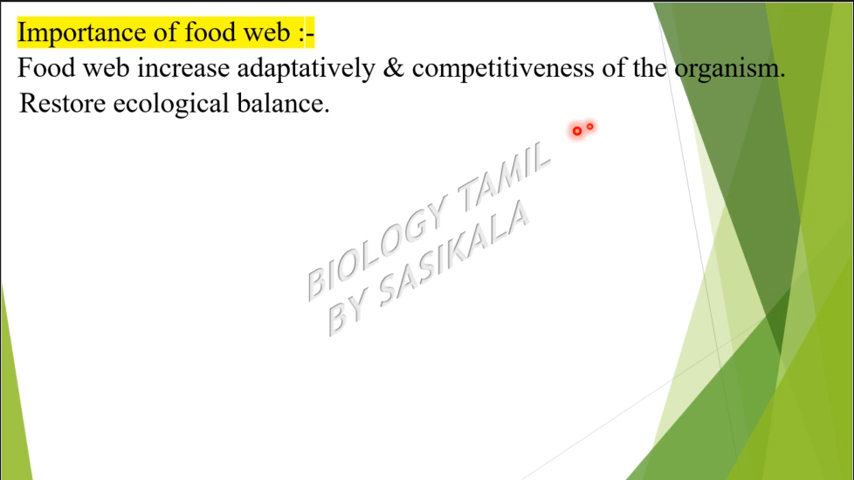 Importance of food web :-
Food web increase adaptatively & competitiveness of the organism.
Restore ecological balance.
BIOLOGY TAMIL
BY SASIKALA